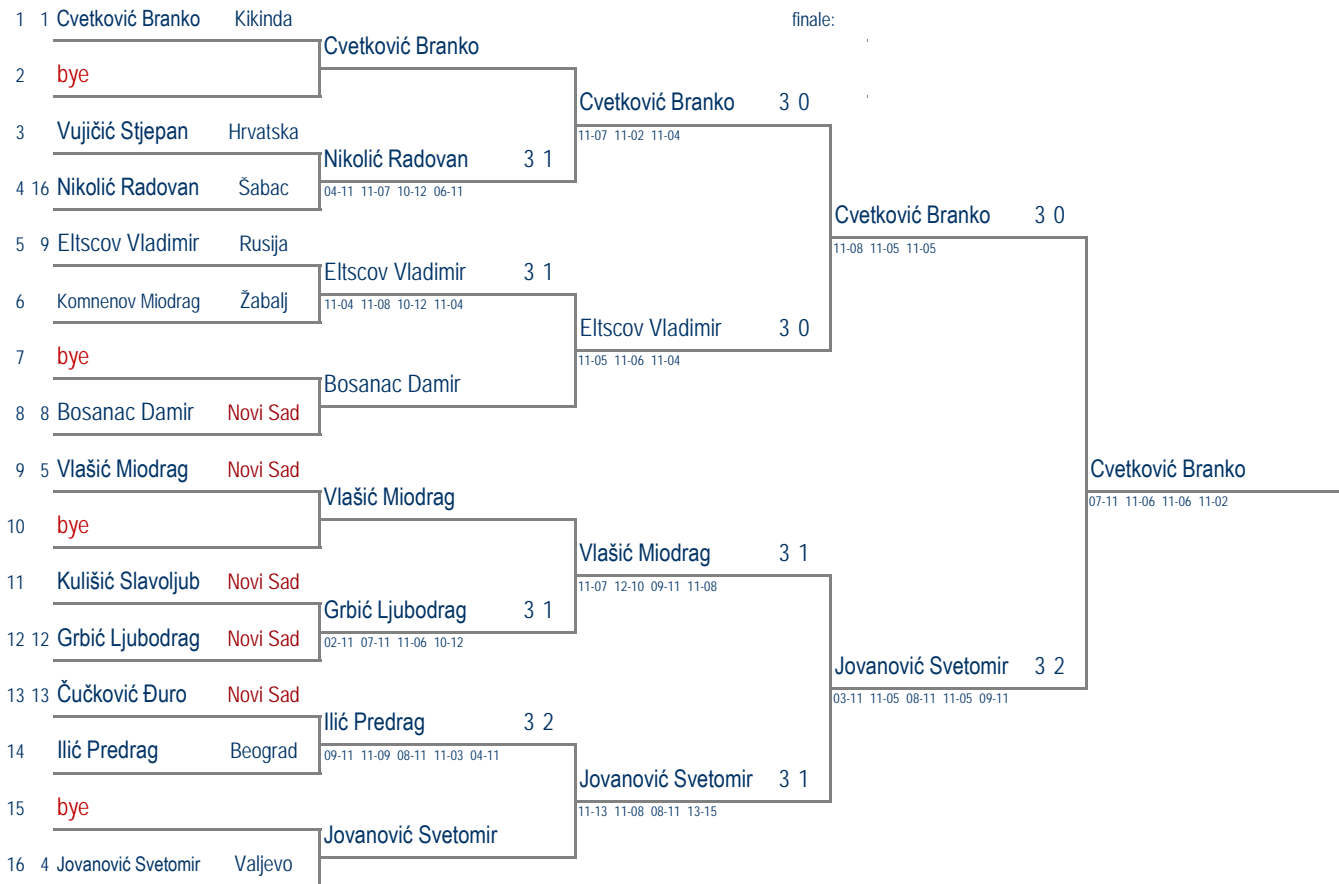 1 1 Cvetković Branko Kikinda finale:
Cvetković Branko
2 bye
Cvetković Branko 3 0
3 Vujičić Stjepan Hrvatska 11-07 11-02 11-04
Nikolić Radovan 3 1
4 16 Nikolić Radovan Šabac 04-11 11-07 10-12 06-11
Cvetković Branko 3 0
5 9 Eltscov Vladimir Rusija 11-08 11-05 11-05
Eltscov Vladimir 3 1
6 Komnenov Miodrag Žabalj 11-04 11-08 10-12 11-04
Eltscov Vladimir 3 0
7 bye 11-05 11-06 11-04
Bosanac Damir
8 8 Bosanac Damir Novi Sad
9 5 Vlašić Miodrag Novi Sad Cvetković Branko
Vlašić Miodrag 07-11 11-06 11-06 11-02
10 bye
Vlašić Miodrag 3 1
11 Kulišić Slavoljub Novi Sad 11-07 12-10 09-11 11-08
Grbić Ljubodrag 3 1
12 12 Grbić Ljubodrag Novi Sad 02-11 07-11 11-06 10-12
Jovanović Svetomir 3 2
13 13 Čučković Đuro Novi Sad 03-11 11-05 08-11 11-05 09-11
Ilić Predrag 3 2
14 Ilić Predrag Beograd 09-11 11-09 08-11 11-03 04-11
Jovanović Svetomir 3 1
15 bye 11-13 11-08 08-11 13-15
Jovanović Svetomir
16 4 Jovanović Svetomir Valjevo